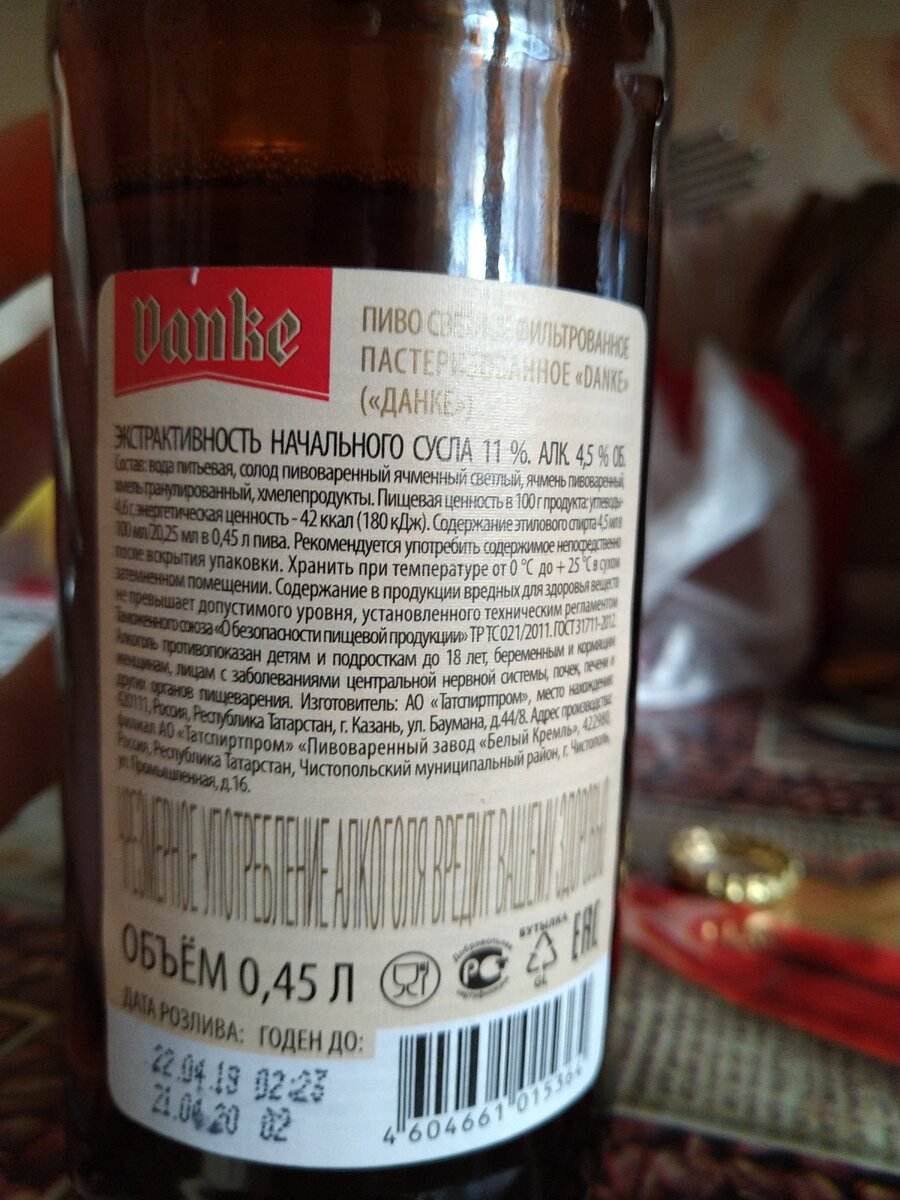 Danke
ПИВО СВЕТЛОЕ ФИЛЬТРОВАННОЕ
ПАСТЕРИЗОВАННОЕ «DANKE»
(«ДАНКЕ»)
ЭКСТРАКТИВНОСТЬ НАЧАЛЬНОГО СУСЛА 11 %. АЛК. 4,5 % ОБ.
Состав: вода питьевая, солод пивоваренный ячменный светлый, ячмень пивоваренный,
хмель гранулированный, хмелепродукты. Пищевая ценность в 100 г продукта: углеводы-
4,6 г, энергетическая ценность - 42 ккал (180 кДж). Содержание этилового спирта 4,5 мл в
100 мл/20,25 мл в 0,45 л пива. Рекомендуется употребить содержимое непосредственно
после вскрытия упаковки. Хранить при температуре от 0 °С до + 25 °С в сухом
затемненном помещении. Содержание в продукции вредных для здоровья веществ
не превышает допустимого уровня, установленного техническим регламентом
Таможенного союза «О безопасности пищевой продукции» ТР ТС 021/2011. ГОСТ 31711-2012.
Алкоголь противопоказан детям и подросткам до 18 лет, беременным и кормящим
женщинам, лицам с заболеваниями центральной нервной системы, почек, печени и
других органов пищеварения. Изготовитель: АО «Татспиртпром», место нахождения:
420111, Россия, Республика Татарстан, г. Казань, ул. Баумана, д. 44/8. Адрес производства:
филиал АО «Татспиртпром» «Пивоваренный завод «Белый Кремль», 422980,
Россия, Республика Татарстан, Чистопольский муниципальный район, г. Чистополь,
ул. Промышленная, д. 16.
ЧРЕЗМЕРНОЕ УПОТРЕБЛЕНИЕ АЛКОГОЛЯ ВРЕДИТ ВАШЕМУ ЗДОРОВЬЮ
ОБЪЁМ 0,45 Л
Добровольная
РС
сертификация
БУТЫЛКА
GL
EAC
ДАТА РОЗЛИВА: ГОДЕН ДО:
22.04.19 02:23
21.04.20 02
4 604661 015364